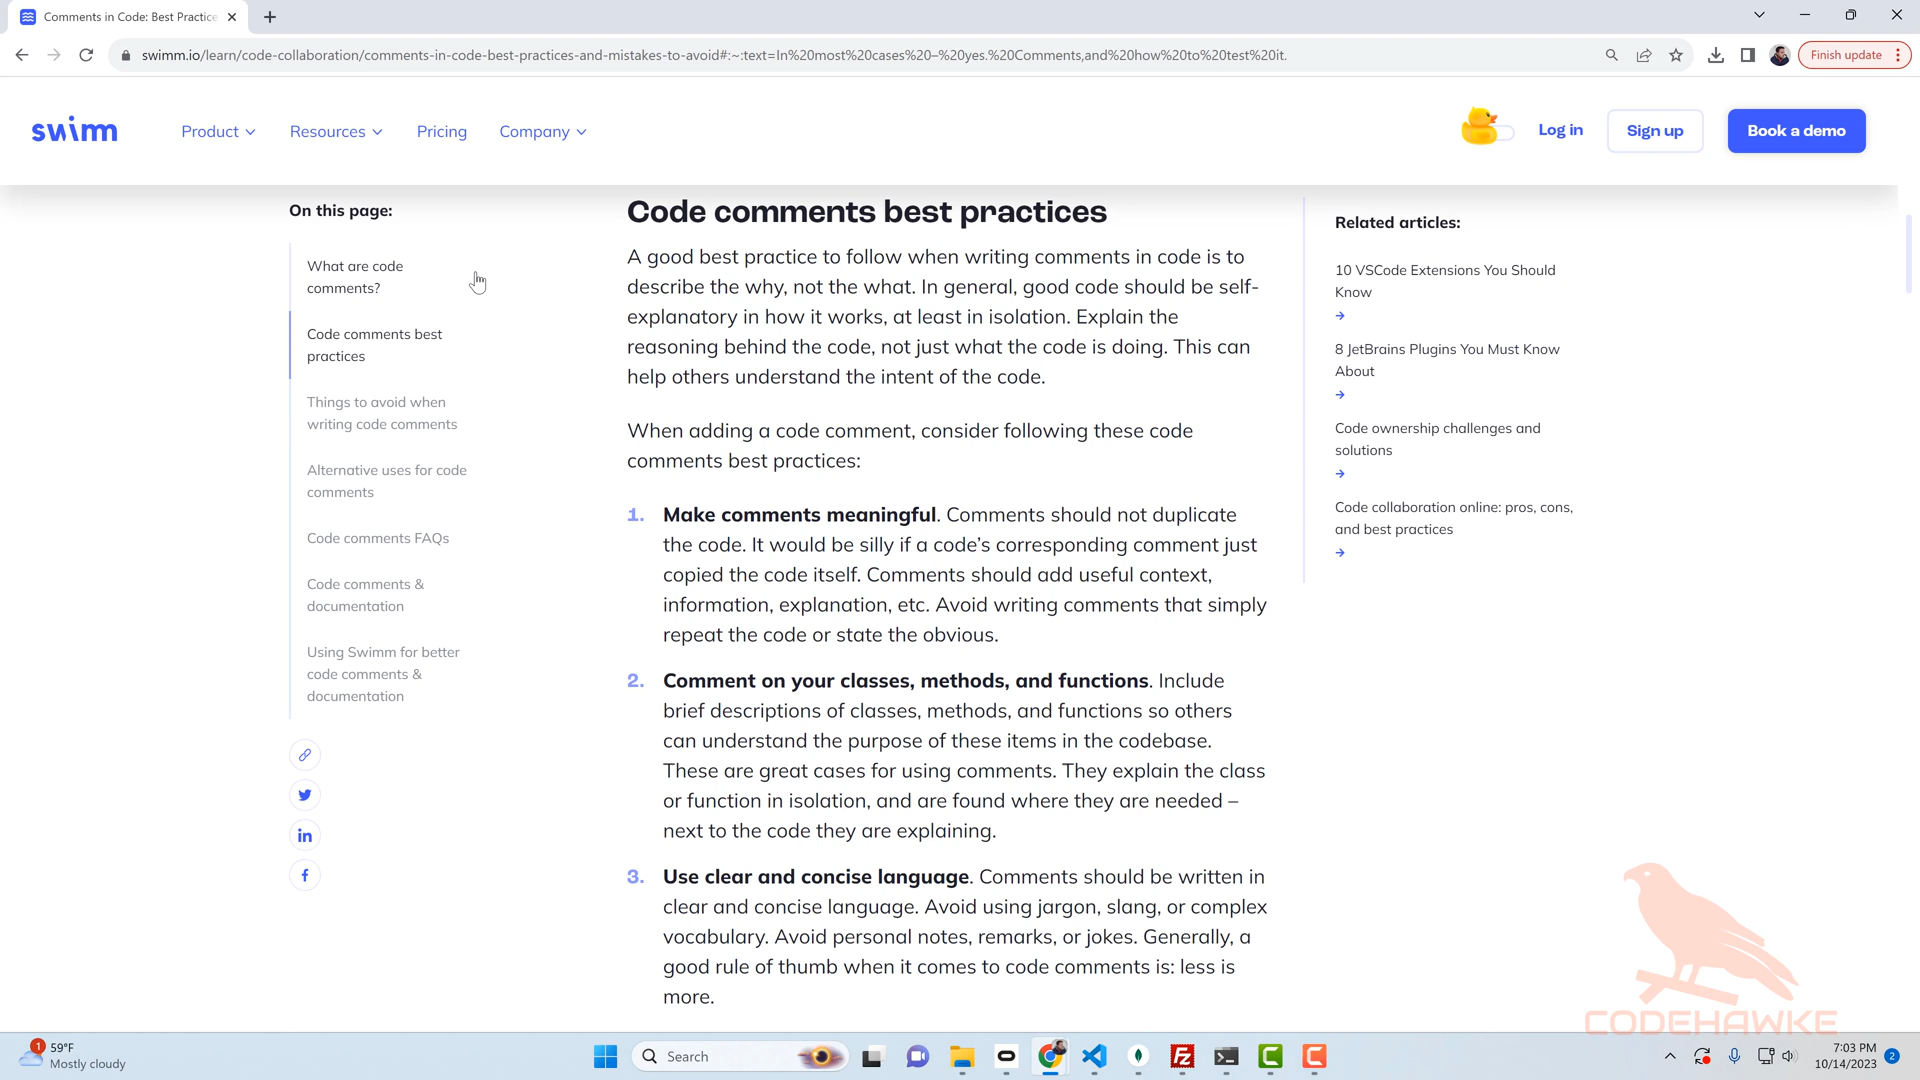 Comments in Code: Best Practice
swimm.io/learn/code-collaboration/comments-in-code-best-practices-and-mistakes-to-avoid#:~:text=In%20most%20cases%20–%20yes.%20Comments,and%20how%20to%20test%20it.
Finish update
swimm
Product
Resources
Pricing
Company
Log in
Sign up
Book a demo
On this page:
What are code
comments?
Code comments best
practices
Things to avoid when
writing code comments
Alternative uses for code
comments
Code comments FAQs
Code comments &
documentation
Using Swimm for better
code comments &
documentation
Code comments best practices
A good best practice to follow when writing comments in code is to
describe the why, not the what. In general, good code should be self-
explanatory in how it works, at least in isolation. Explain the
reasoning behind the code, not just what the code is doing. This can
help others understand the intent of the code.
When adding a code comment, consider following these code
comments best practices:
1. Make comments meaningful. Comments should not duplicate
the code. It would be silly if a code's corresponding comment just
copied the code itself. Comments should add useful context,
information, explanation, etc. Avoid writing comments that simply
repeat the code or state the obvious.
2. Comment on your classes, methods, and functions. Include
brief descriptions of classes, methods, and functions so others
can understand the purpose of these items in the codebase.
These are great cases for using comments. They explain the class
or function in isolation, and are found where they are needed –
next to the code they are explaining.
3. Use clear and concise language. Comments should be written in
clear and concise language. Avoid using jargon, slang, or complex
vocabulary. Avoid personal notes, remarks, or jokes. Generally, a
good rule of thumb when it comes to code comments is: less is
more.
Related articles:
10 VSCode Extensions You Should
Know
8 JetBrains Plugins You Must Know
About
Code ownership challenges and
solutions
Code collaboration online: pros, cons,
and best practices
CODEHAWKE
1
59°F
Mostly cloudy
Search
7:03 PM
10/14/2023
2